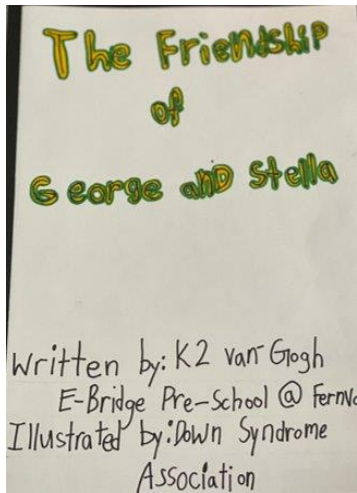 The Friendship
of
George and Stella
Written by: K2 van-Gogh
E-Bridge Pre-School @
Illustrated by: Down Syndrome
Association